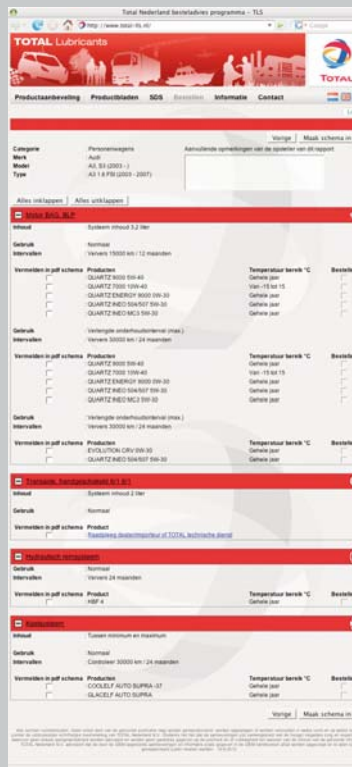 Total Nederland besteladvies programma – TLS
http://www.total-tls.nl/
Google
TOTAL Lubricants
TOTAL
Productaanbeveling Productbladen SDS Bestellen Informatie Contact
Vorige Maak schema in
Categorie Personenwagens Aanvullende opmerkingen van de opsteller van dit rapport
Merk Audi
Model A3, S3 (2003 - )
Type A3 1.6 FSI (2003 - 2007)
Alles inklappen Alles uitklappen
Motor BAG, BLP
Inhoud Systeem inhoud 3,2 liter
Gebruik Normaal
Intervallen Ververs 15000 km / 12 maanden
Vermelden in pdf schema Producten Temperatuur bereik °C Bestelle
QUARTZ 9000 5W-40 Gehele jaar
QUARTZ 7000 10W-40 Van -15 tot 15
QUARTZ ENERGY 9000 0W-30 Gehele jaar
QUARTZ INEO 504/507 5W-30 Gehele jaar
QUARTZ INEO MC3 5W-30 Gehele jaar
Gebruik Verlengde onderhoudsinterval (max.)
Intervallen Ververs 30000 km / 24 maanden
Vermelden in pdf schema Producten Temperatuur bereik °C Bestelle
QUARTZ 9000 5W-40 Gehele jaar
QUARTZ 7000 10W-40 Van -15 tot 15
QUARTZ ENERGY 9000 0W-30 Gehele jaar
QUARTZ INEO 504/507 5W-30 Gehele jaar
QUARTZ INEO MC3 5W-30 Gehele jaar
Gebruik Verlengde onderhoudsinterval (max.)
Intervallen Ververs 30000 km / 24 maanden
Vermelden in pdf schema Producten Temperatuur bereik °C Bestelle
EVOLUTION CRV 0W-30 Gehele jaar
QUARTZ INEO 504/507 5W-30 Gehele jaar
Transaxle, handgeschakeld 5/1 6/1
Inhoud Systeem inhoud 2 liter
Gebruik Normaal
Vermelden in pdf schema Product
Raadpleeg dealer/importeur of TOTAL technische dienst
Hydraulisch remsysteem
Gebruik Normaal
Intervallen Ververs 24 maanden
Vermelden in pdf schema Product Temperatuur bereik °C Bestelle
HBF 4 Gehele jaar
Koelsysteem
Inhoud Tussen minimum en maximum
Gebruik Normaal
Intervallen Controleer 30000 km / 24 maanden
Vermelden in pdf schema Producten Temperatuur bereik °C Bestelle
COOLELF AUTO SUPRA -37 Gehele jaar
GLACELF AUTO SUPRA Gehele jaar
Vorige Maak schema in